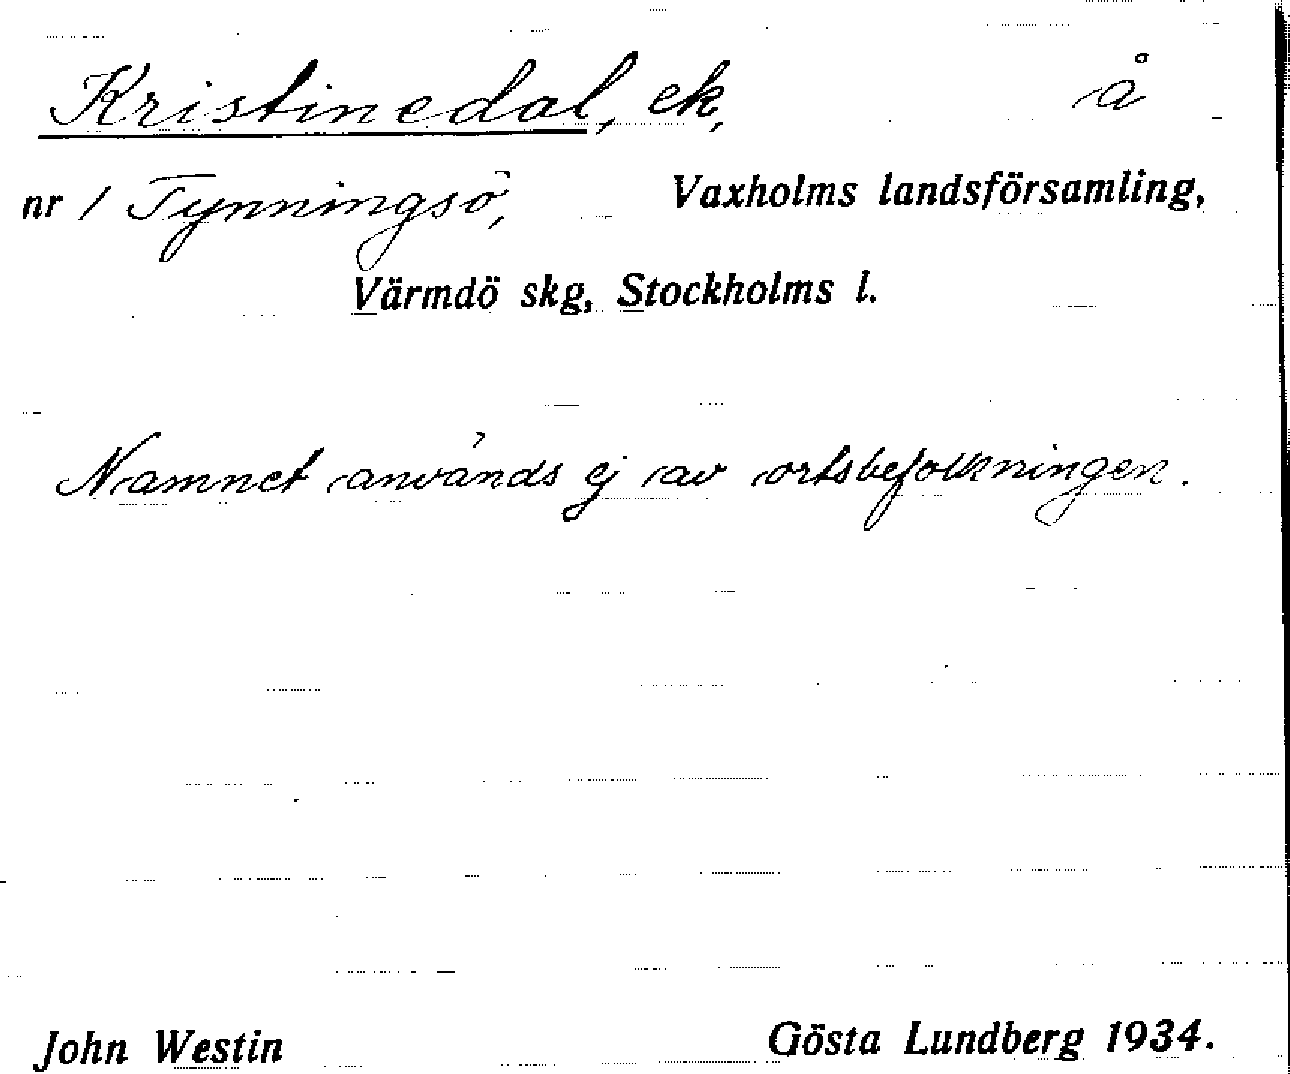 Kristinedal, ek, å
nr 1 Tynningsö, Vaxholms landsförsamling,
Värmdö skg, Stockholms l.
Namnet används ej av ortsbefolkningen.
John Westin Gösta Lundberg 1934.